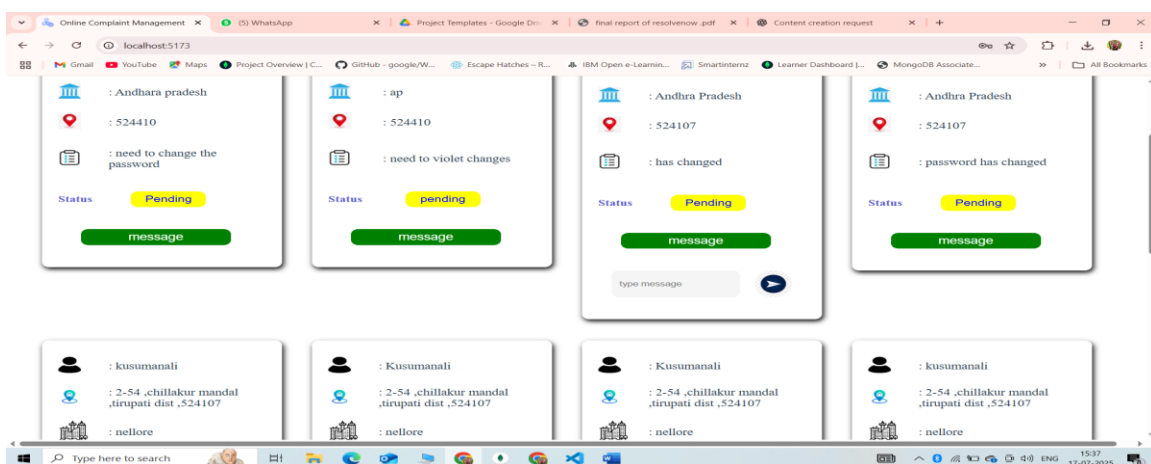 Online Complaint Management
(5) WhatsApp
Project Templates - Google Dri
final report of resolvenow .pdf
Content creation request
localhost:5173
Gmail
YouTube
Maps
Project Overview | C...
GitHub - google/W...
Escape Hatches – R...
IBM Open e-Learnin...
Smartinternz
Learner Dashboard |...
MongoDB Associate...
All Bookmarks
: Andhara pradesh
: 524410
: need to change the
password
Status
Pending
message
: ap
: 524410
: need to violet changes
Status
pending
message
: Andhra Pradesh
: 524107
: has changed
Status
Pending
message
type message
: Andhra Pradesh
: 524107
: password has changed
Status
Pending
message
: kusumanali
: 2-54 ,chillakur mandal
,tirupati dist ,524107
: nellore
: Kusumanali
: 2-54 ,chillakur mandal
,tirupati dist ,524107
: nellore
: Kusumanali
: 2-54 ,chillakur mandal
,tirupati dist ,524107
: nellore
: kusumanali
: 2-54 ,chillakur mandal
,tirupati dist ,524107
: nellore
Type here to search
ENG
15:37
17-07-2025